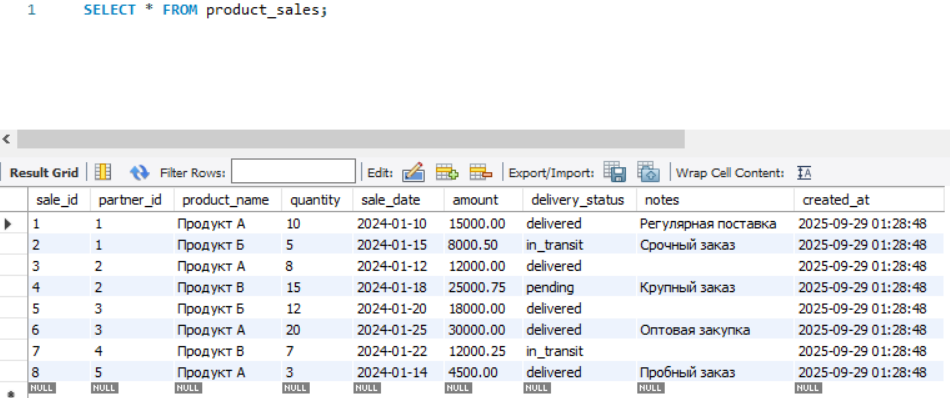 1 SELECT * FROM product_sales;
Result Grid Filter Rows: Edit: Export/Import: Wrap Cell Content: IA
sale_id partner_id product_name quantity sale_date amount delivery_status notes created_at
1 1 Продукт А 10 2024-01-10 15000.00 delivered Регулярная поставка 2025-09-29 01:28:48
2 1 Продукт Б 5 2024-01-15 8000.50 in_transit Срочный заказ 2025-09-29 01:28:48
3 2 Продукт А 8 2024-01-12 12000.00 delivered 2025-09-29 01:28:48
4 2 Продукт В 15 2024-01-18 25000.75 pending Крупный заказ 2025-09-29 01:28:48
5 3 Продукт Б 12 2024-01-20 18000.00 delivered 2025-09-29 01:28:48
6 3 Продукт А 20 2024-01-25 30000.00 delivered Оптовая закупка 2025-09-29 01:28:48
7 4 Продукт В 7 2024-01-22 12000.25 in_transit 2025-09-29 01:28:48
8 5 Продукт А 3 2024-01-14 4500.00 delivered Пробный заказ 2025-09-29 01:28:48
NULL NULL NULL NULL NULL NULL NULL NULL NULL